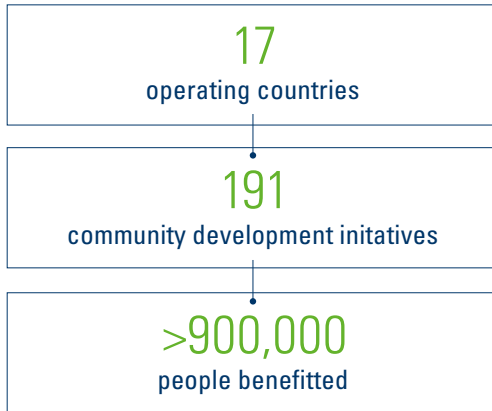 17
operating countries
191
community development initatives
>900,000
people benefitted